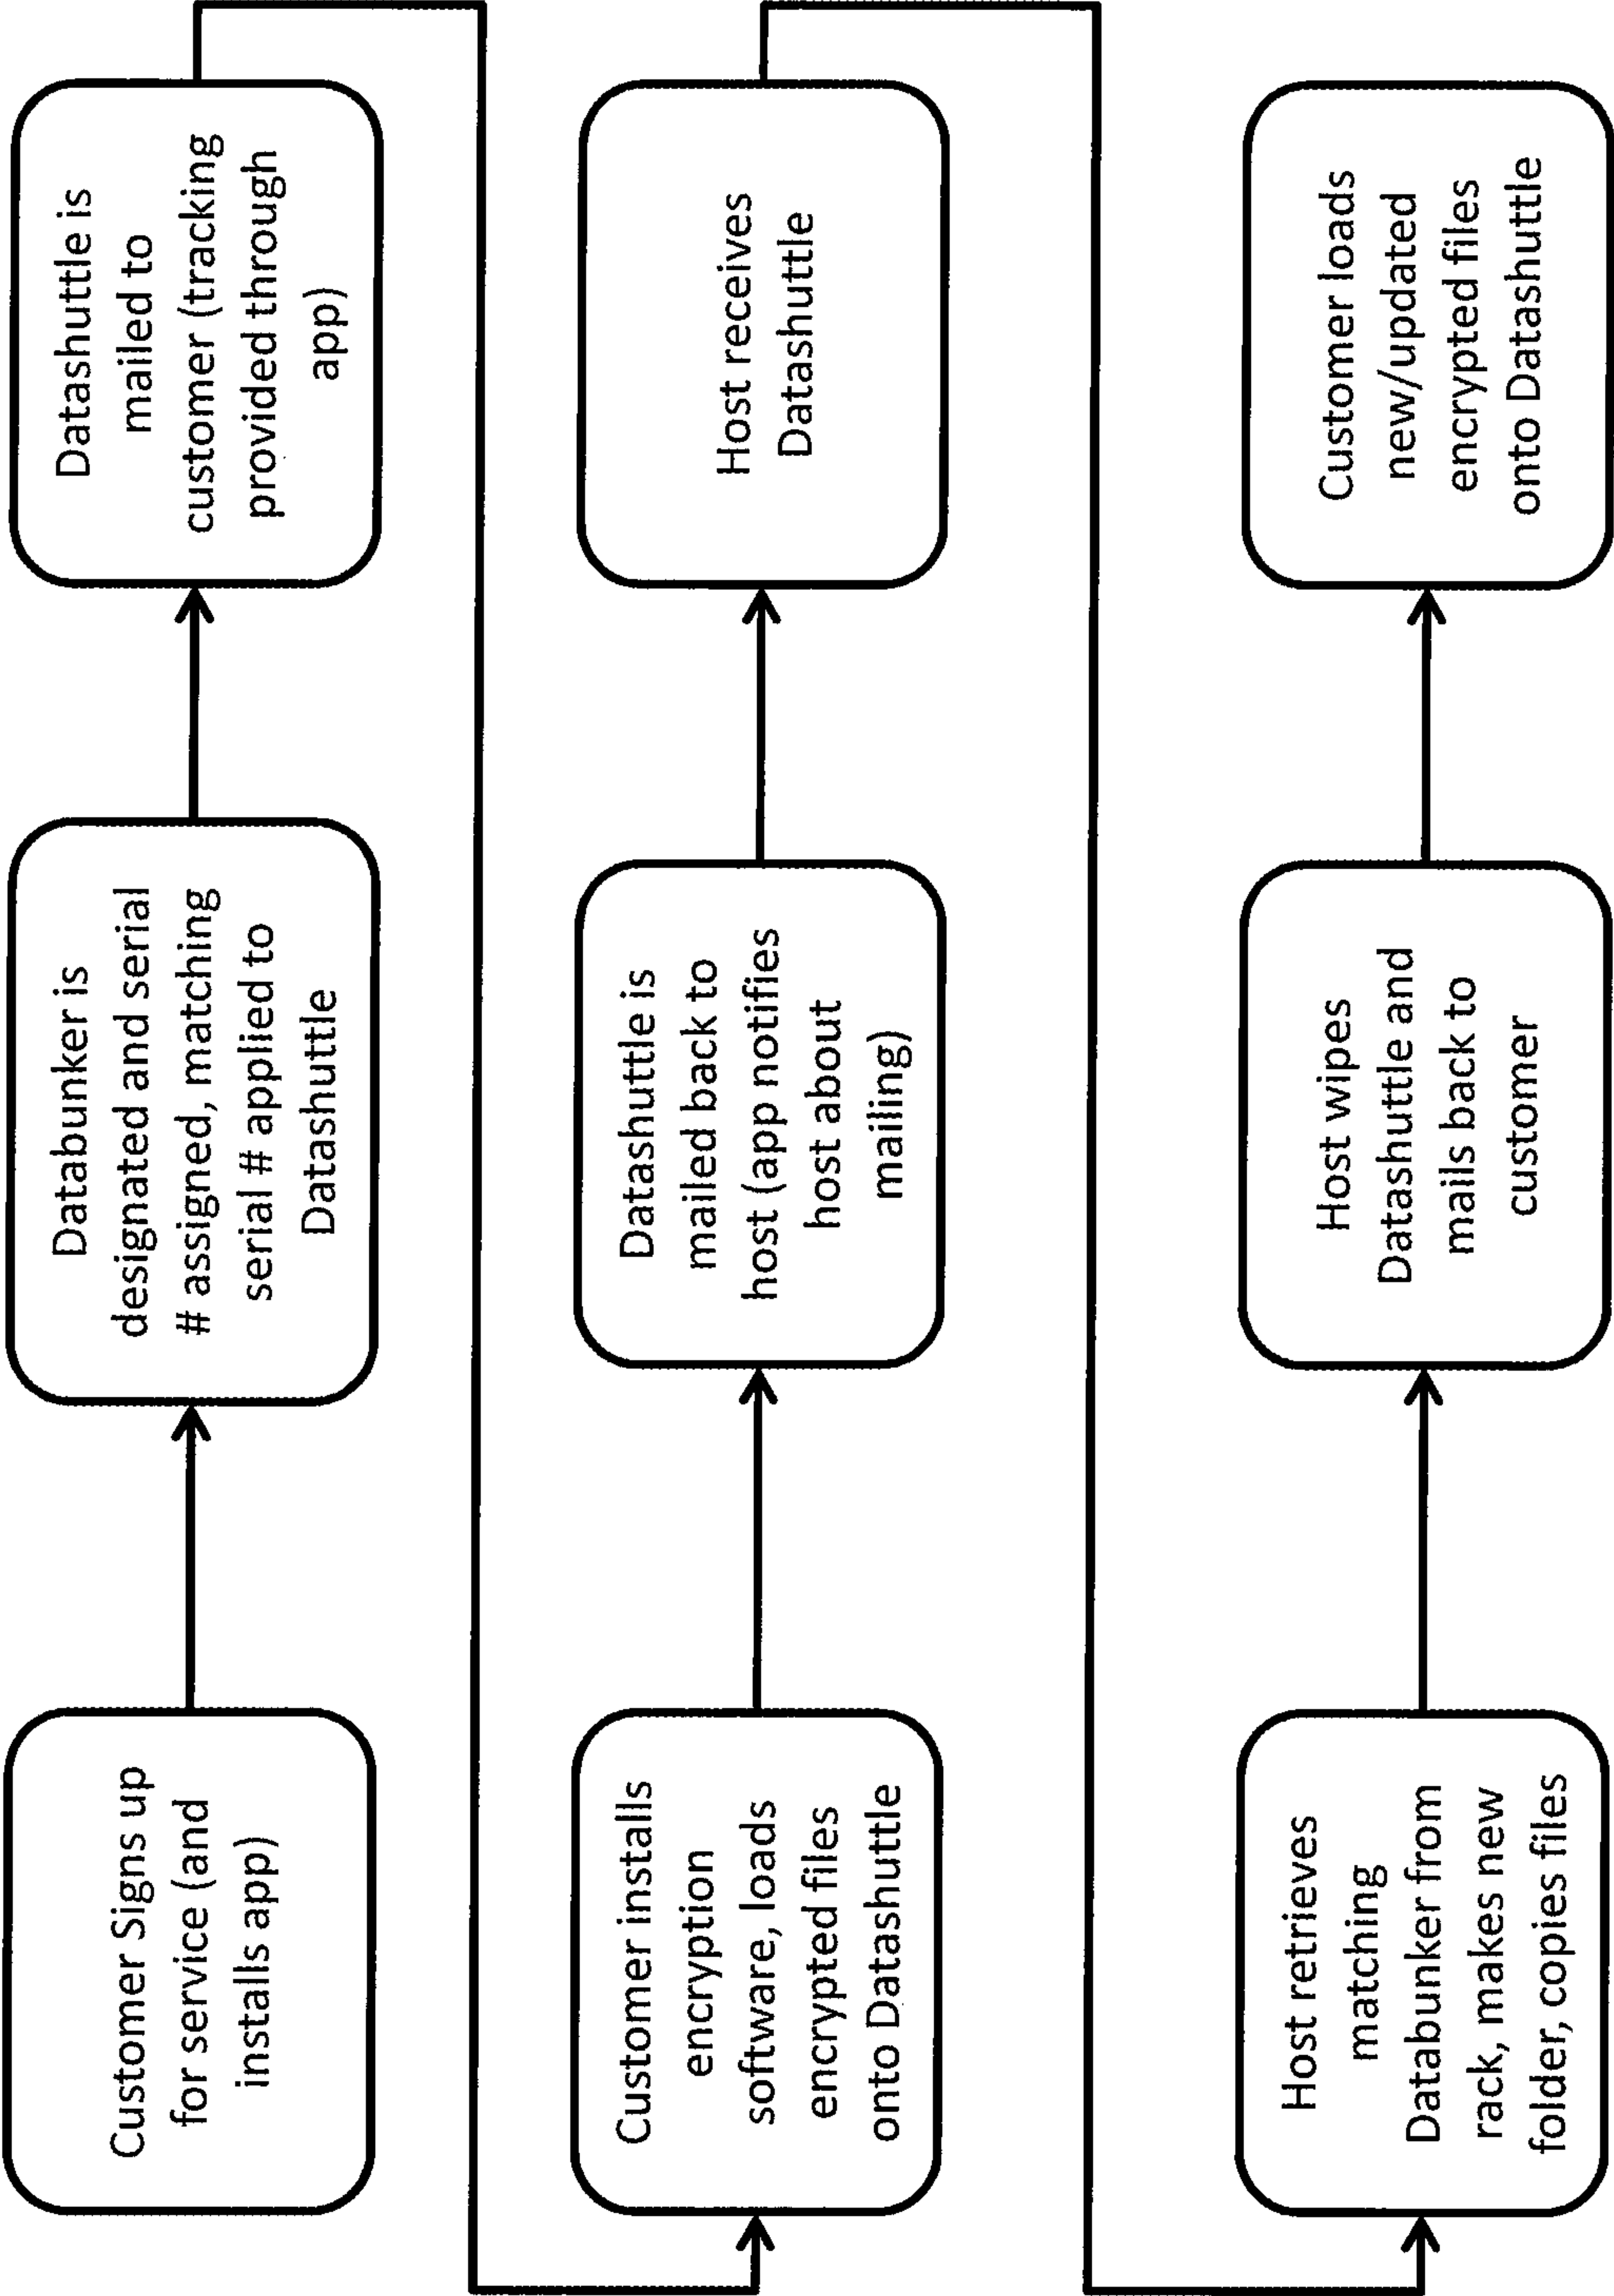 Customer Signs up
for service (and
installs app)
Databunker is
designated and serial
# assigned, matching
serial # applied to
Datashuttle
Datashuttle is
mailed to
customer (tracking
provided through
app)
Customer installs
encryption
software, loads
encrypted files
onto Datashuttle
Datashuttle is
mailed back to
host (app notifies
host about
mailing)
Host receives
Datashuttle
Host retrieves
matching
Databunker from
rack, makes new
folder, copies files
Host wipes
Datashuttle and
mails back to
customer
Customer loads
new/updated
encrypted files
onto Datashuttle